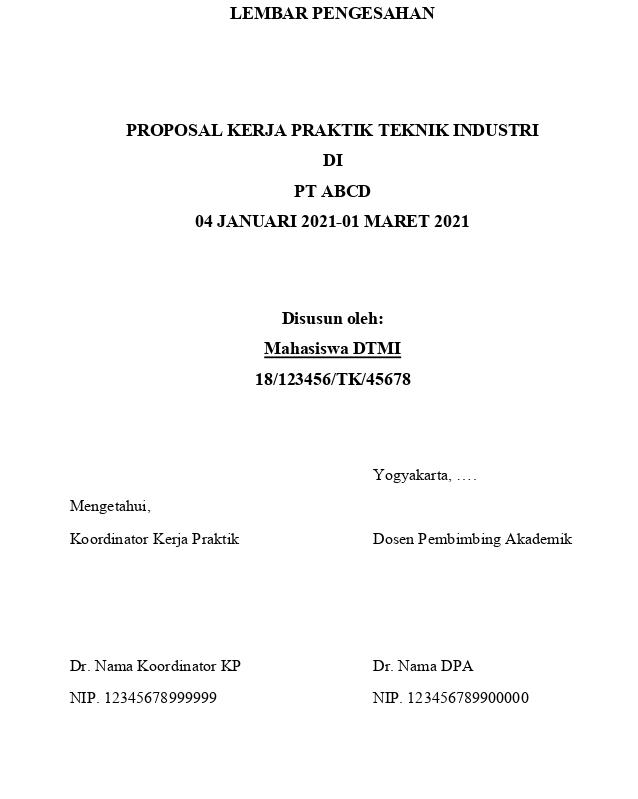 LEMBAR PENGESAHAN
PROPOSAL KERJA PRAKTIK TEKNIK INDUSTRI
DI
PT ABCD
04 JANUARI 2021-01 MARET 2021
Disusun oleh:
Mahasiswa DTMI
18/123456/TK/45678
Yogyakarta, ….
Mengetahui,
Koordinator Kerja Praktik Dosen Pembimbing Akademik
Dr. Nama Koordinator KP Dr. Nama DPA
NIP. 12345678999999 NIP. 123456789900000